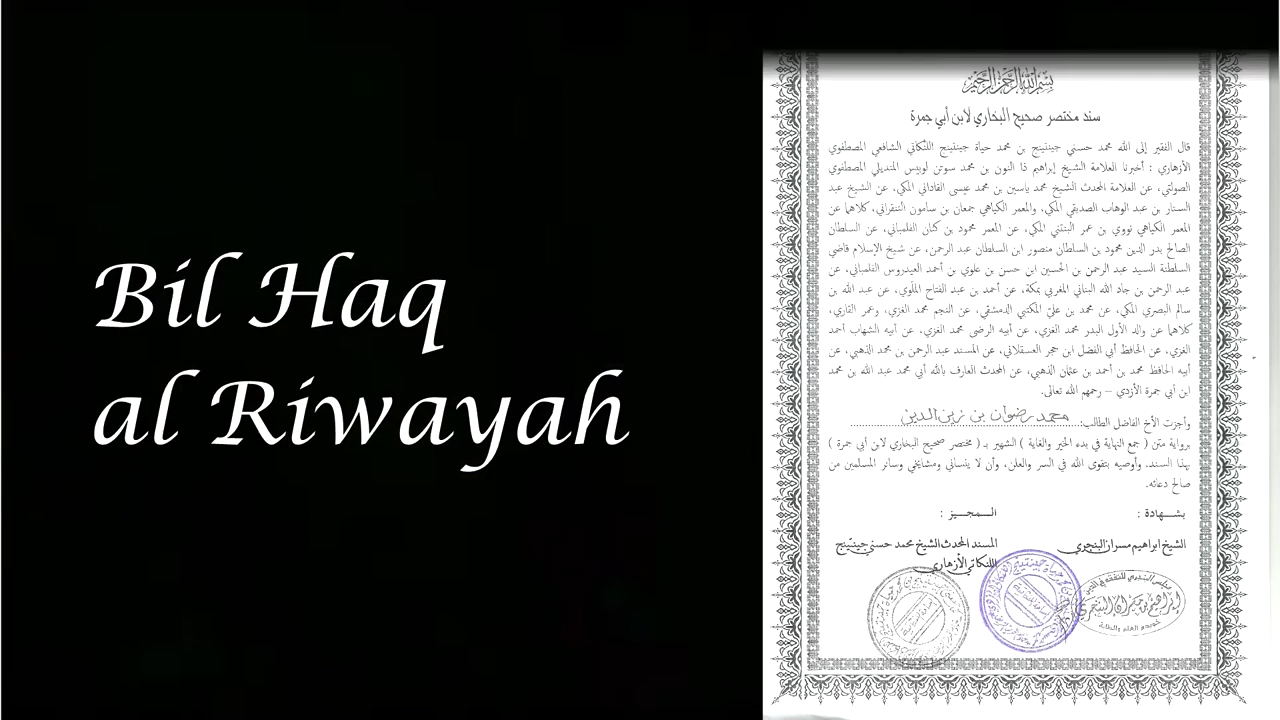 Bil Haq
al Riwayah
بسم الله الرحمن الرحيم
سند مختصر صحيح البخاري لابن أبي جمرة
قال الفقير إلى الله محمد حسني جينتينج بن محمد حياة جينتينج اللنكاتي الشافعي المصطفوي
الأزهاري : أخبرنا العلامة الشيخ إبراهيم ذا النون بن محمد سوتن لوبيس المنديلي المصطفوي
الصولتي، عن العلامة المحدث الشيخ محمد ياسين بن محمد عيسى الفاداني المكي، عن الشيخ عبد
الستار بن عبد الوهاب الصديقي المكي، والمعمر الكياهي جمعان بن سامون التنقراني، كلاهما عن
المعمر الكياهي نووي بن عمر البنتني المكي، عن المعمر محمود بن كنان الفلمباني، عن السلطان
الصالح بدر الدين محمود بن السلطان منصور ابن السلطان عبد الرحمن، عن شيخ الإسلام قاضي
السلطنة السيد عبد الرحمن بن الحسين ابن حسن بن علوي بن أحمد العيدروس الفلمباني، عن
عبد الرحمن بن جاد الله البناني المغربي بمكة، عن أحمد بن عبد الفتاح الملّوي، عن عبد الله بن
سالم البصري المكي، عن محمد بن عليّ المكتبي الدمشقي، عن النجم محمد الغزي، وعمر القاري،
كلاهما عن والد الأول البدر محمد الغزي، عن أبيه الرضى محمد الغزي، عن أبيه الشهاب أحمد
الغزي، عن الحافظ أبي الفضل ابن حجر العسقلاني، عن المسند عبد الرحمن بن محمد الذهبي، عن
أبيه الحافظ محمد بن أحمد بن عثمان الذهبي، عن المحدث العارف بالله أبي محمد عبد الله بن محمد
ابن أبي جمرة الأزدي – رحمهم الله تعالى.
وأجزت الأخ الفاضل الطالب: محمد رضوان بن زين الدين
برواية متن ( جمع النهاية في بدء الخير والغاية ) الشهير بـ ( مختصر صحيح البخاري لابن أبي جمرة )
بهذا السند. وأوصيه بتقوى الله في السر والعلن، وأن لا ينساني ومشايخي وسائر المسلمين من
صالح دعائه.
بشــهادة : المـجيـز :
الشيخ ابراهيم مسران البنجري المسند المحدث الشيخ محمد حسني جينتينج
اللنكاتي الأزهاري